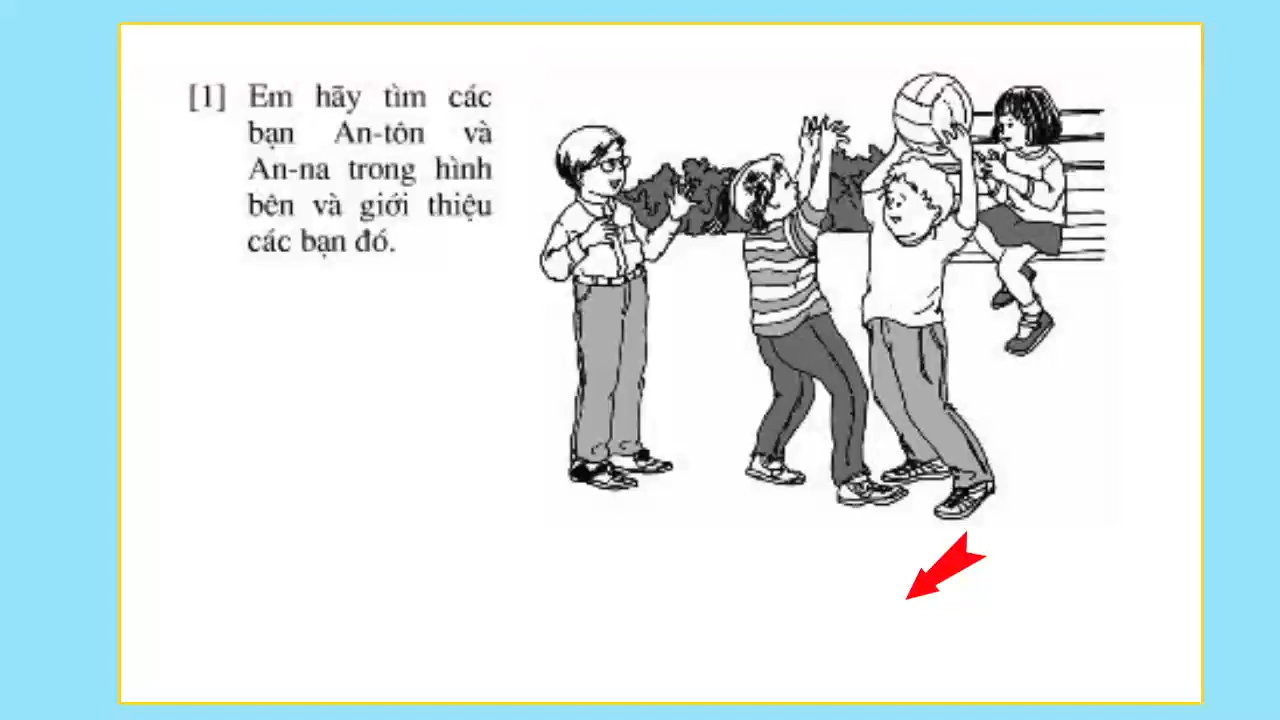 [1] Em hãy tìm các
bạn An-tôn và
An-na trong hình
bên và giới thiệu
các bạn đó.